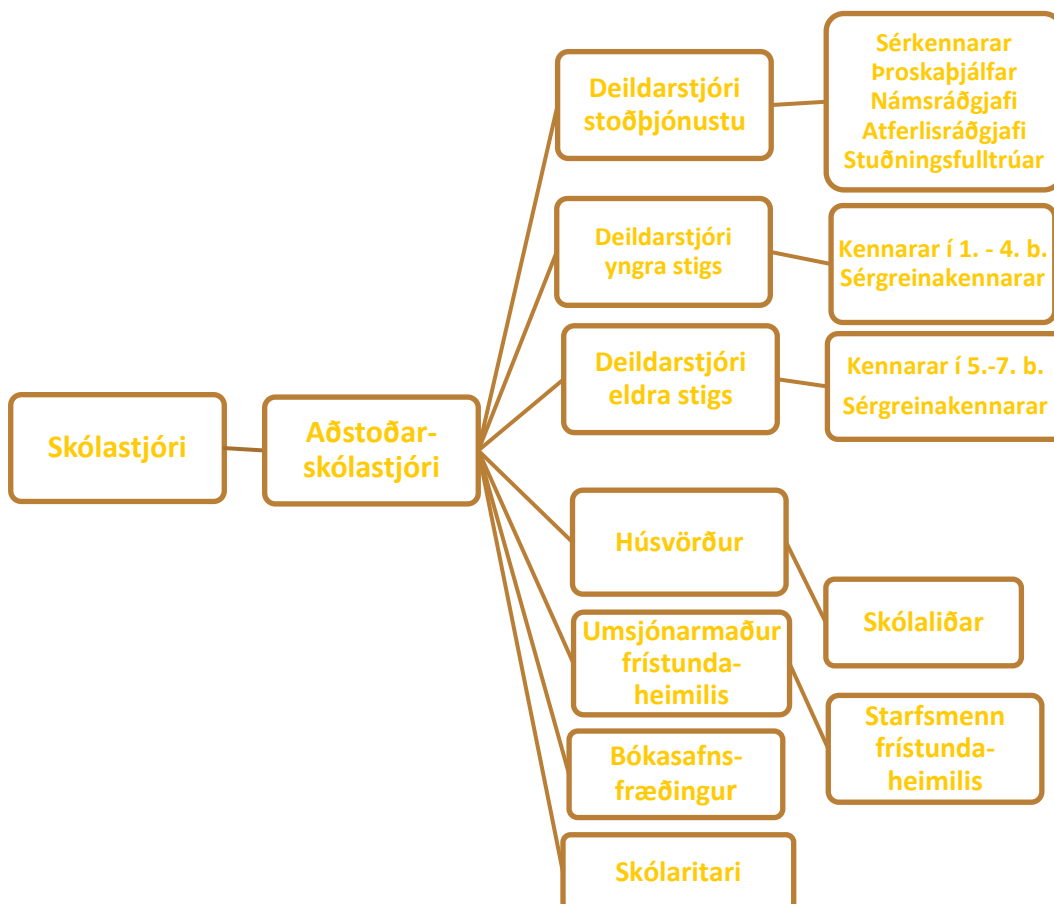 Skólastjóri
Aðstoðar-
skólastjóri
Deildarstjóri
stoðþjónustu
Sérkennarar
Þroskaþjálfar
Námsráðgjafi
Atferlisráðgjafi
Stuðningsfulltrúar
Deildarstjóri
yngra stigs
Kennarar í 1. - 4. b.
Sérgreinakennarar
Deildarstjóri
eldra stigs
Kennarar í 5.-7. b.
Sérgreinakennarar
Húsvörður
Skólaliðar
Umsjónarmaður
frístunda-
heimilis
Starfsmenn
frístunda-
heimilis
Bókasafns-
fræðingur
Skólaritari